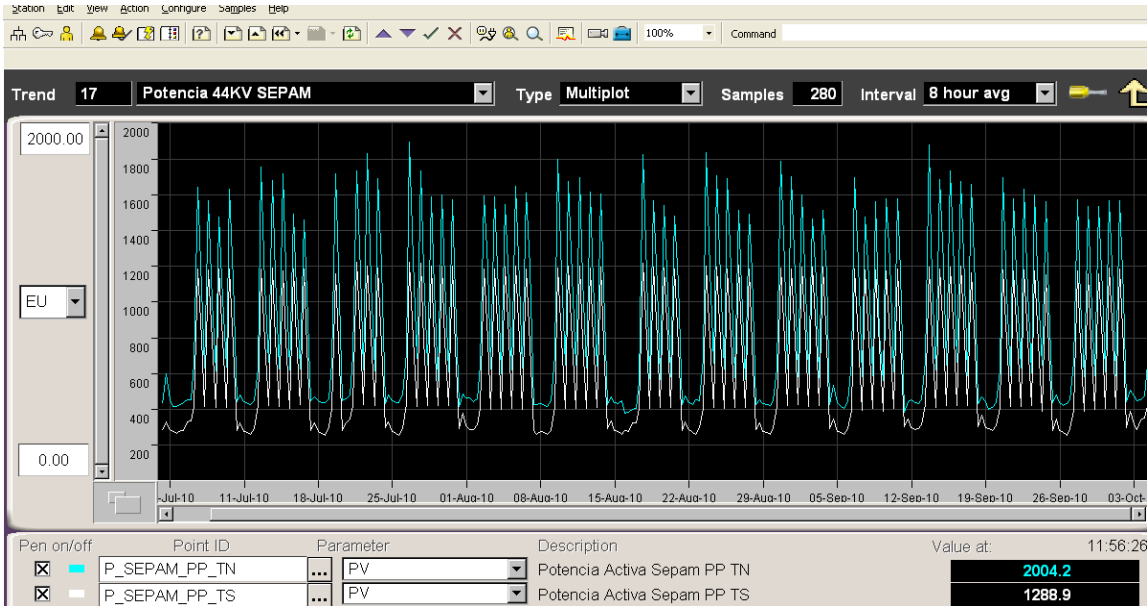 Station Edit View Action Configure Samples Help
100% Command
Trend 17 Potencia 44KV SEPAM Type Multiplot Samples 280 Interval 8 hour avg
2000.00
EU
0.00
2000
1800
1600
1400
1200
1000
800
600
400
200
-Jul-10 11-Jul-10 18-Jul-10 25-Jul-10 01-Aug-10 08-Aug-10 15-Aug-10 22-Aug-10 29-Aug-10 05-Sep-10 12-Sep-10 19-Sep-10 26-Sep-10 03-Oct-
Pen on/off Point ID Parameter Description Value at: 11:56:26
P_SEPAM_PP_TN ... PV Potencia Activa Sepam PP TN 2004.2
P_SEPAM_PP_TS ... PV Potencia Activa Sepam PP TS 1288.9